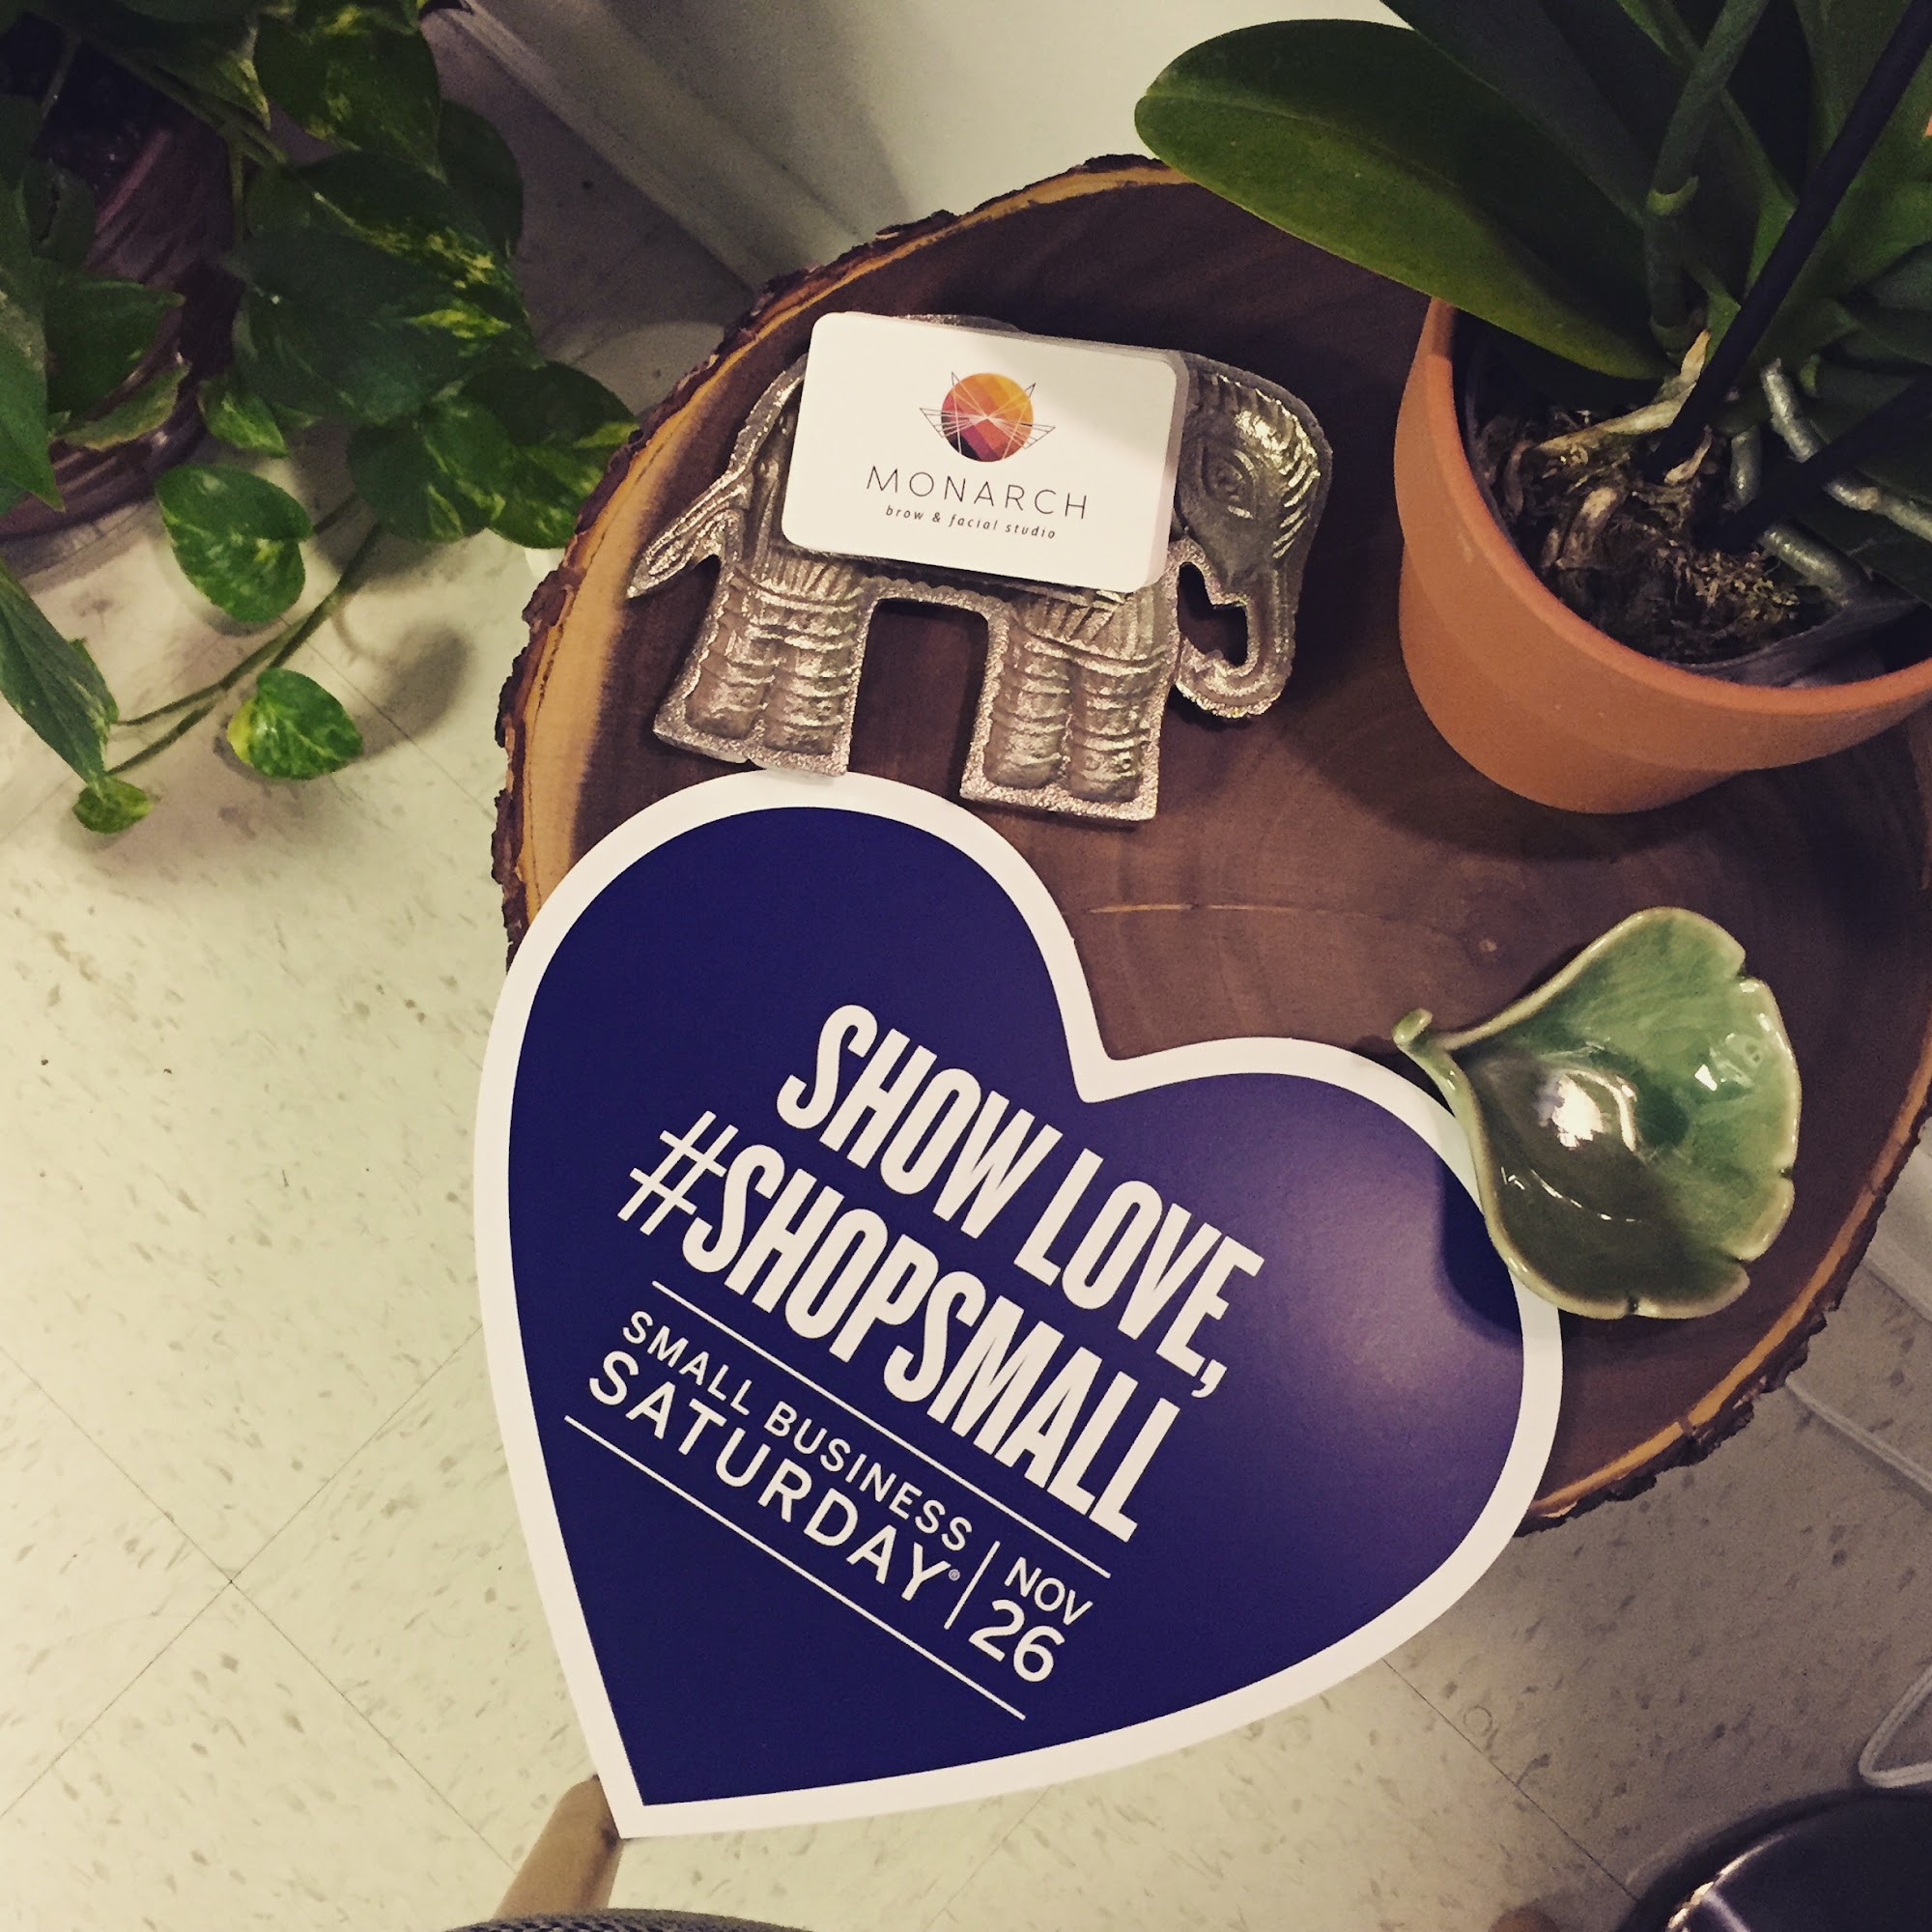 MONARCH
brow & facial studio
SHOW LOVE,
#SHOPSMALL
SMALL BUSINESS
SATURDAY®
NOV
26